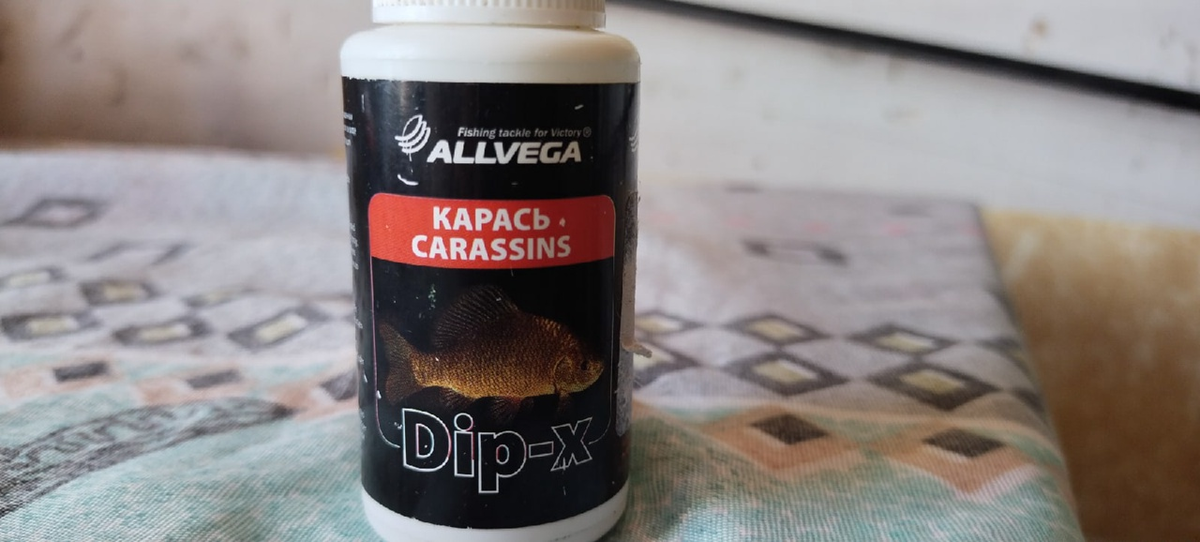 Fishing tackle for Victory®
ALLVEGA
КАРАСЬ
CARASSINS
Dip-x